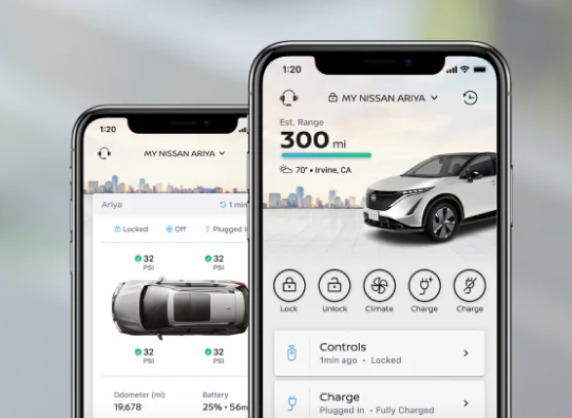 1:20
MY NISSAN ARIYA
Ariya
1 min
Locked
Off
Plugged
32
PSI
32
PSI
32
PSI
32
PSI
Odometer (mi)
19,678
Battery
25% • 56m
1:20
MY NISSAN ARIYA
Est. Range
300 mi
70° • Irvine, CA
Lock
Unlock
Climate
Charge
Charge
Controls
1min ago • Locked
Charge
Plugged In • Fully Charged